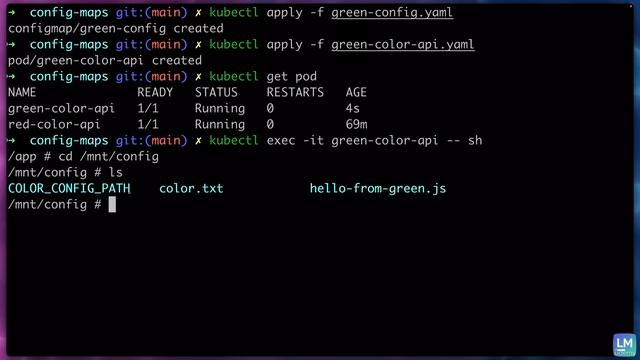 → config-maps git:(main) ✗ kubectl apply -f green-config.yaml
configmap/green-config created
→ config-maps git:(main) ✗ kubectl apply -f green-color-api.yaml
pod/green-color-api created
→ config-maps git:(main) ✗ kubectl get pod
NAME READY STATUS RESTARTS AGE
green-color-api 1/1 Running 0 4s
red-color-api 1/1 Running 0 69m
→ config-maps git:(main) ✗ kubectl exec -it green-color-api -- sh
/app # cd /mnt/config
/mnt/config # ls
COLOR_CONFIG_PATH color.txt hello-from-green.js
/mnt/config #
LM